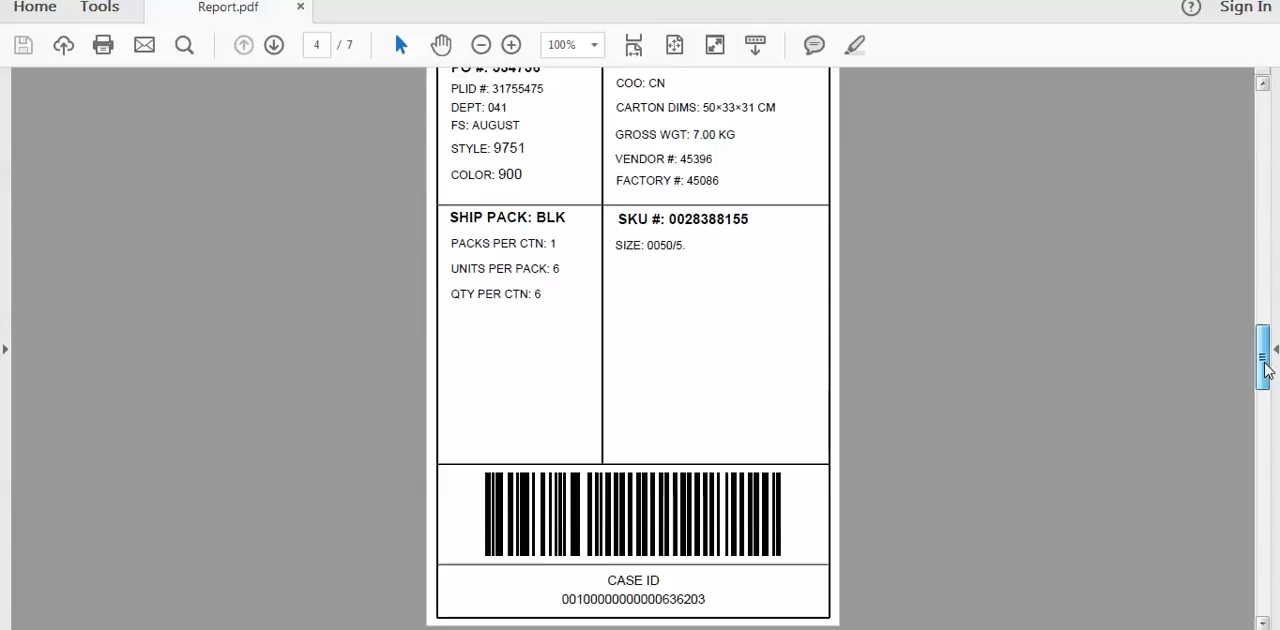 Home Tools Report.pdf × ? Sign In
4 / 7 100%
PO #: 534736
PLID #: 31755475
DEPT: 041
FS: AUGUST
STYLE: 9751
COLOR: 900
COO: CN
CARTON DIMS: 50×33×31 CM
GROSS WGT: 7.00 KG
VENDOR #: 45396
FACTORY #: 45086
SHIP PACK: BLK
PACKS PER CTN: 1
UNITS PER PACK: 6
QTY PER CTN: 6
SKU #: 0028388155
SIZE: 0050/5.
CASE ID
00100000000000636203